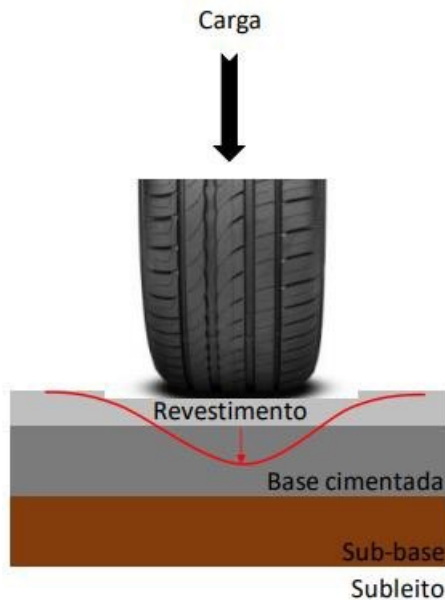 Carga
Revestimento
Base cimentada
Sub-base
Subleito